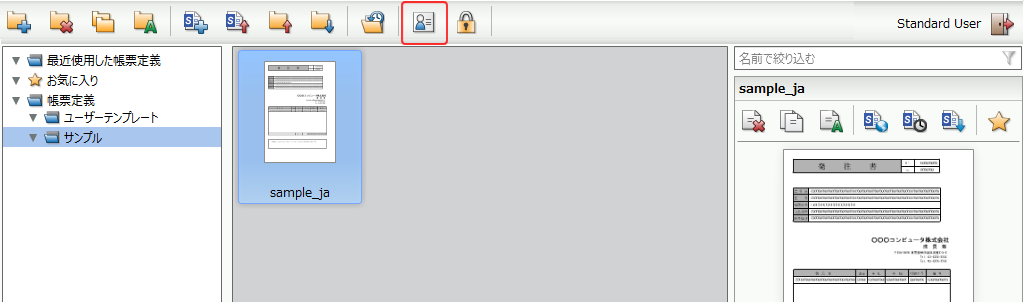 Standard User
最近使用した帳票定義
お気に入り
帳票定義
ユーザーテンプレート
サンプル
sample_ja
名前で絞り込む
sample_ja
発 注 書
〇〇〇コンピュータ株式会社